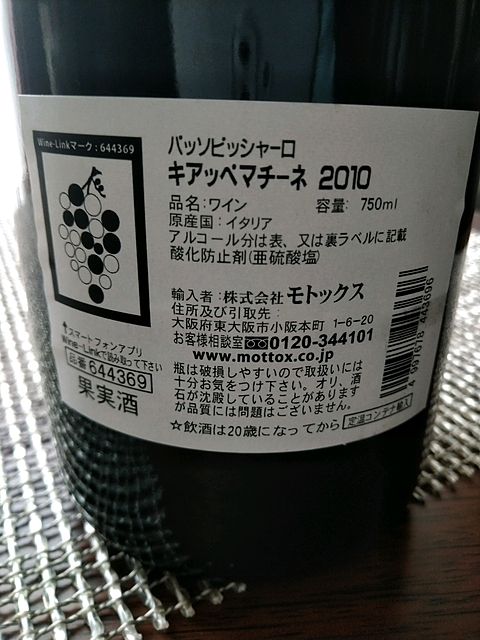 Wine-Linkマーク:644369
パッソピッシャーロ
キアッペマチーネ 2010
品名:ワイン 容量: 750ml
原産国:イタリア
アルコール分は表、又は裏ラベルに記載
酸化防止剤(亜硫酸塩)
輸入者:株式会社 モトックス
住所及び引取先:
大阪府東大阪市小阪本町 1-6-20
お客様相談室 0120-344101
www.mottox.co.jp
瓶は破損しやすいので取扱いには
十分お気をつけ下さい。オリ、酒
石が沈殿していることがあります
が品質には問題はございません。
☆飲酒は20歳になってから 定温コンテナ輸入
↑スマートフォンアプリ
Wine-Linkで読み取って下さい
品番 644369
果実酒